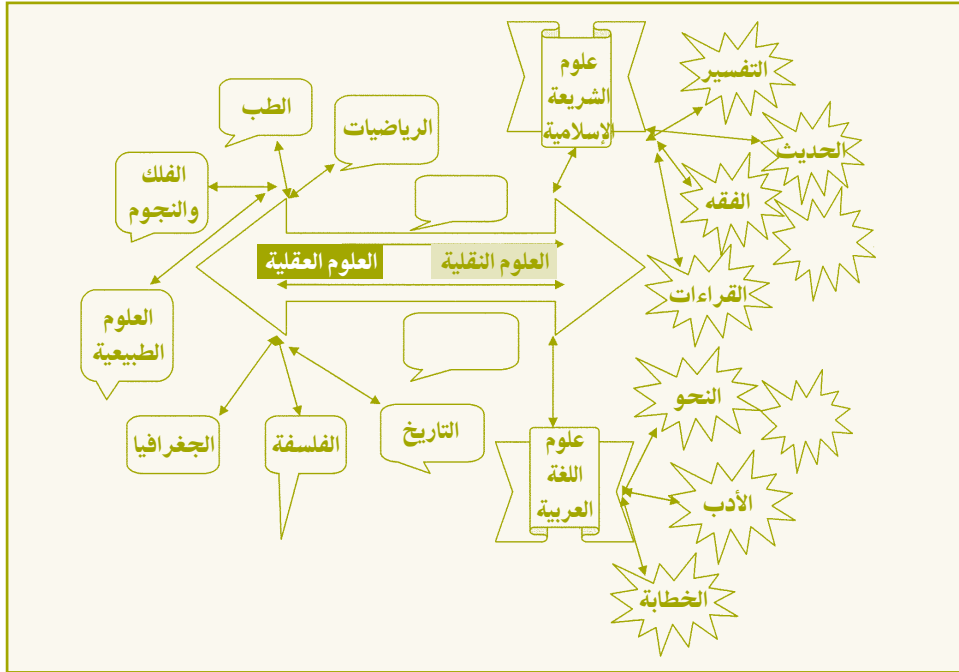 علوم
الشريعة
الإسلامية
التفسير
الحديث
الفقه
القراءات
الطب
الرياضيات
الفلك
والنجوم
العلوم النقلية
العلوم العقلية
العلوم
الطبيعية
الجغرافيا
الفلسفة
التاريخ
علوم
اللغة
العربية
النحو
الأدب
الخطابة